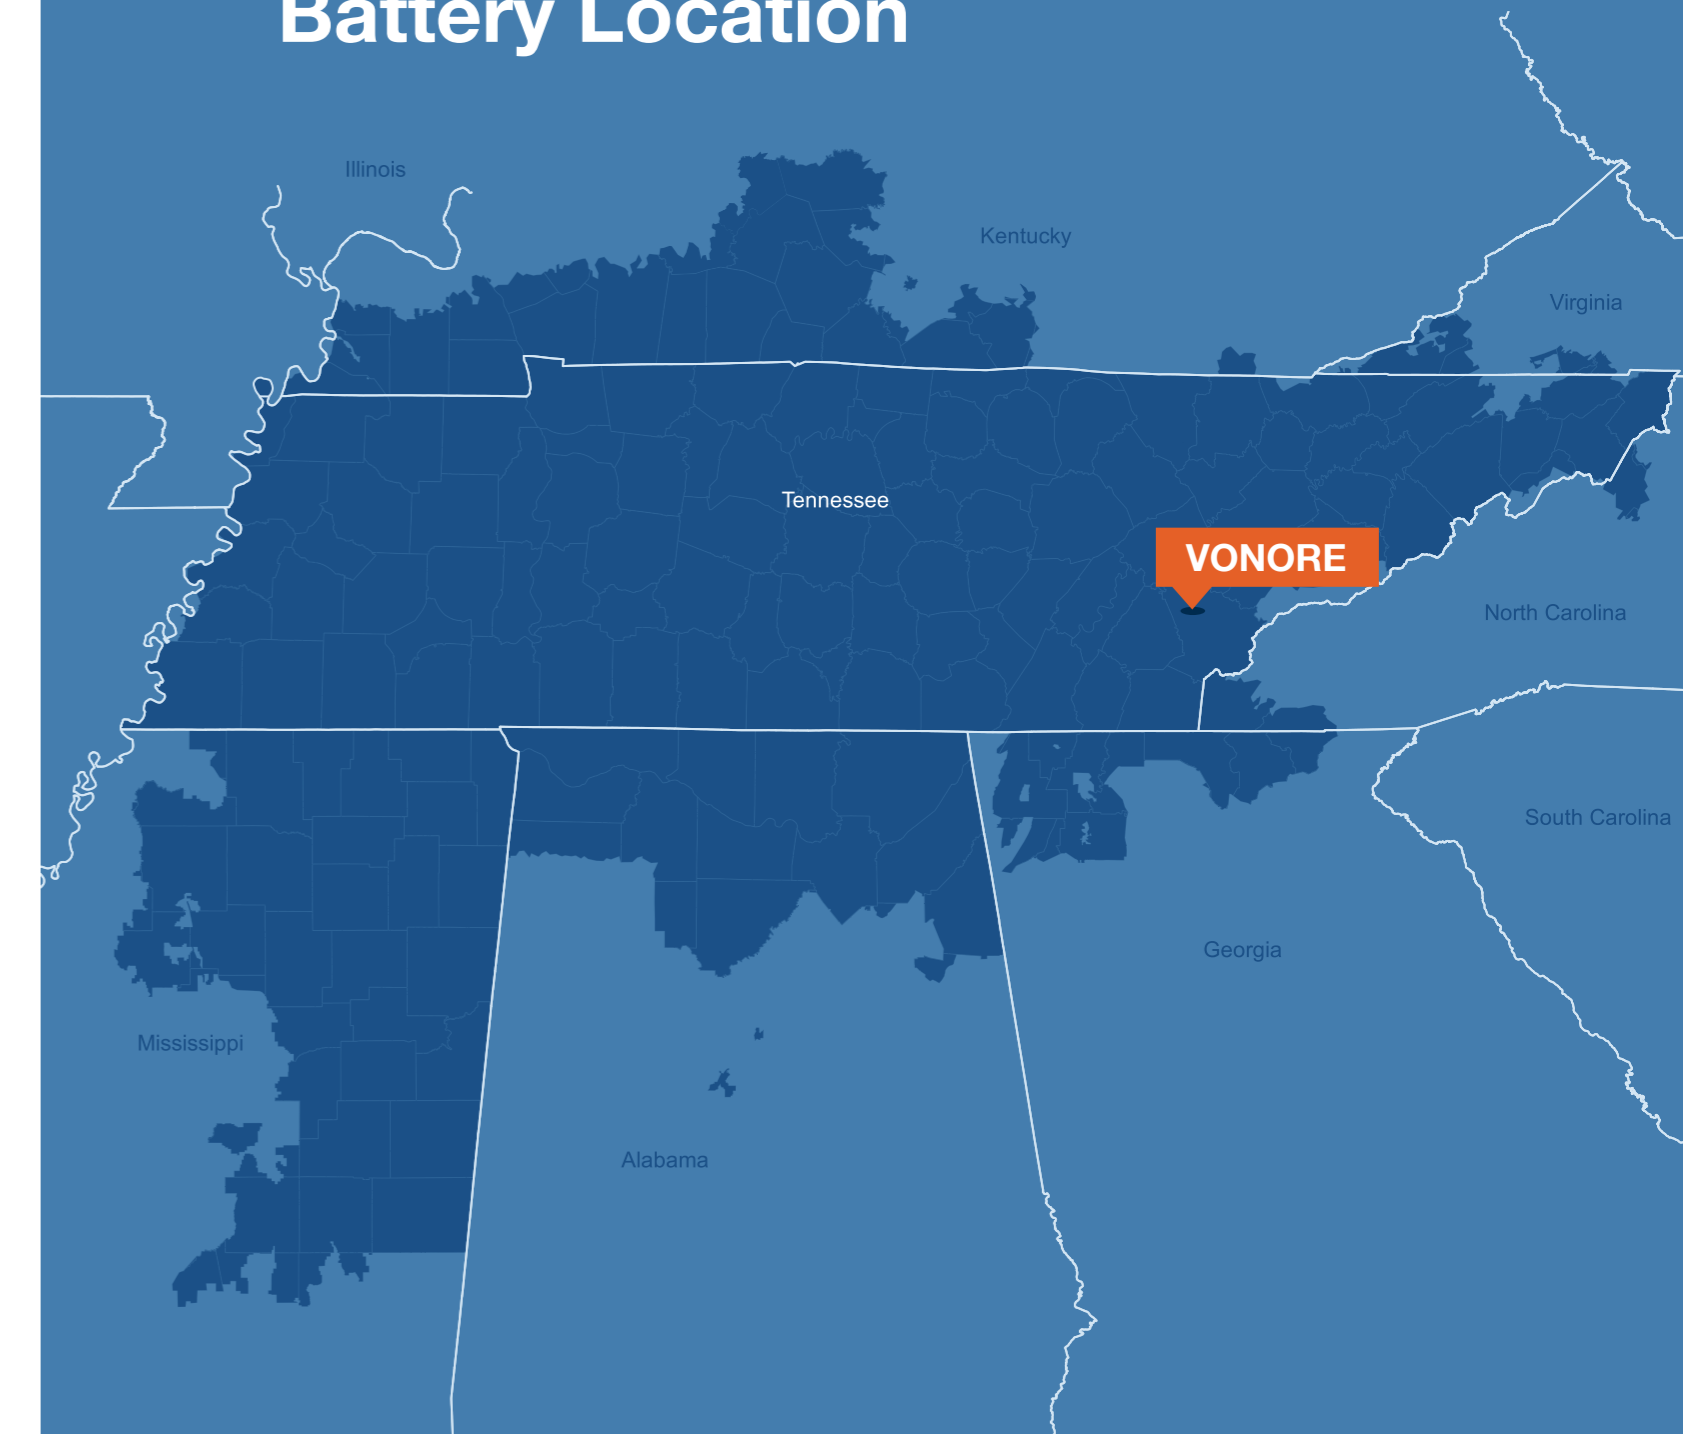 Battery Location
Illinois
Kentucky
Virginia
Tennessee
VONORE
North Carolina
South Carolina
Georgia
Mississippi
Alabama